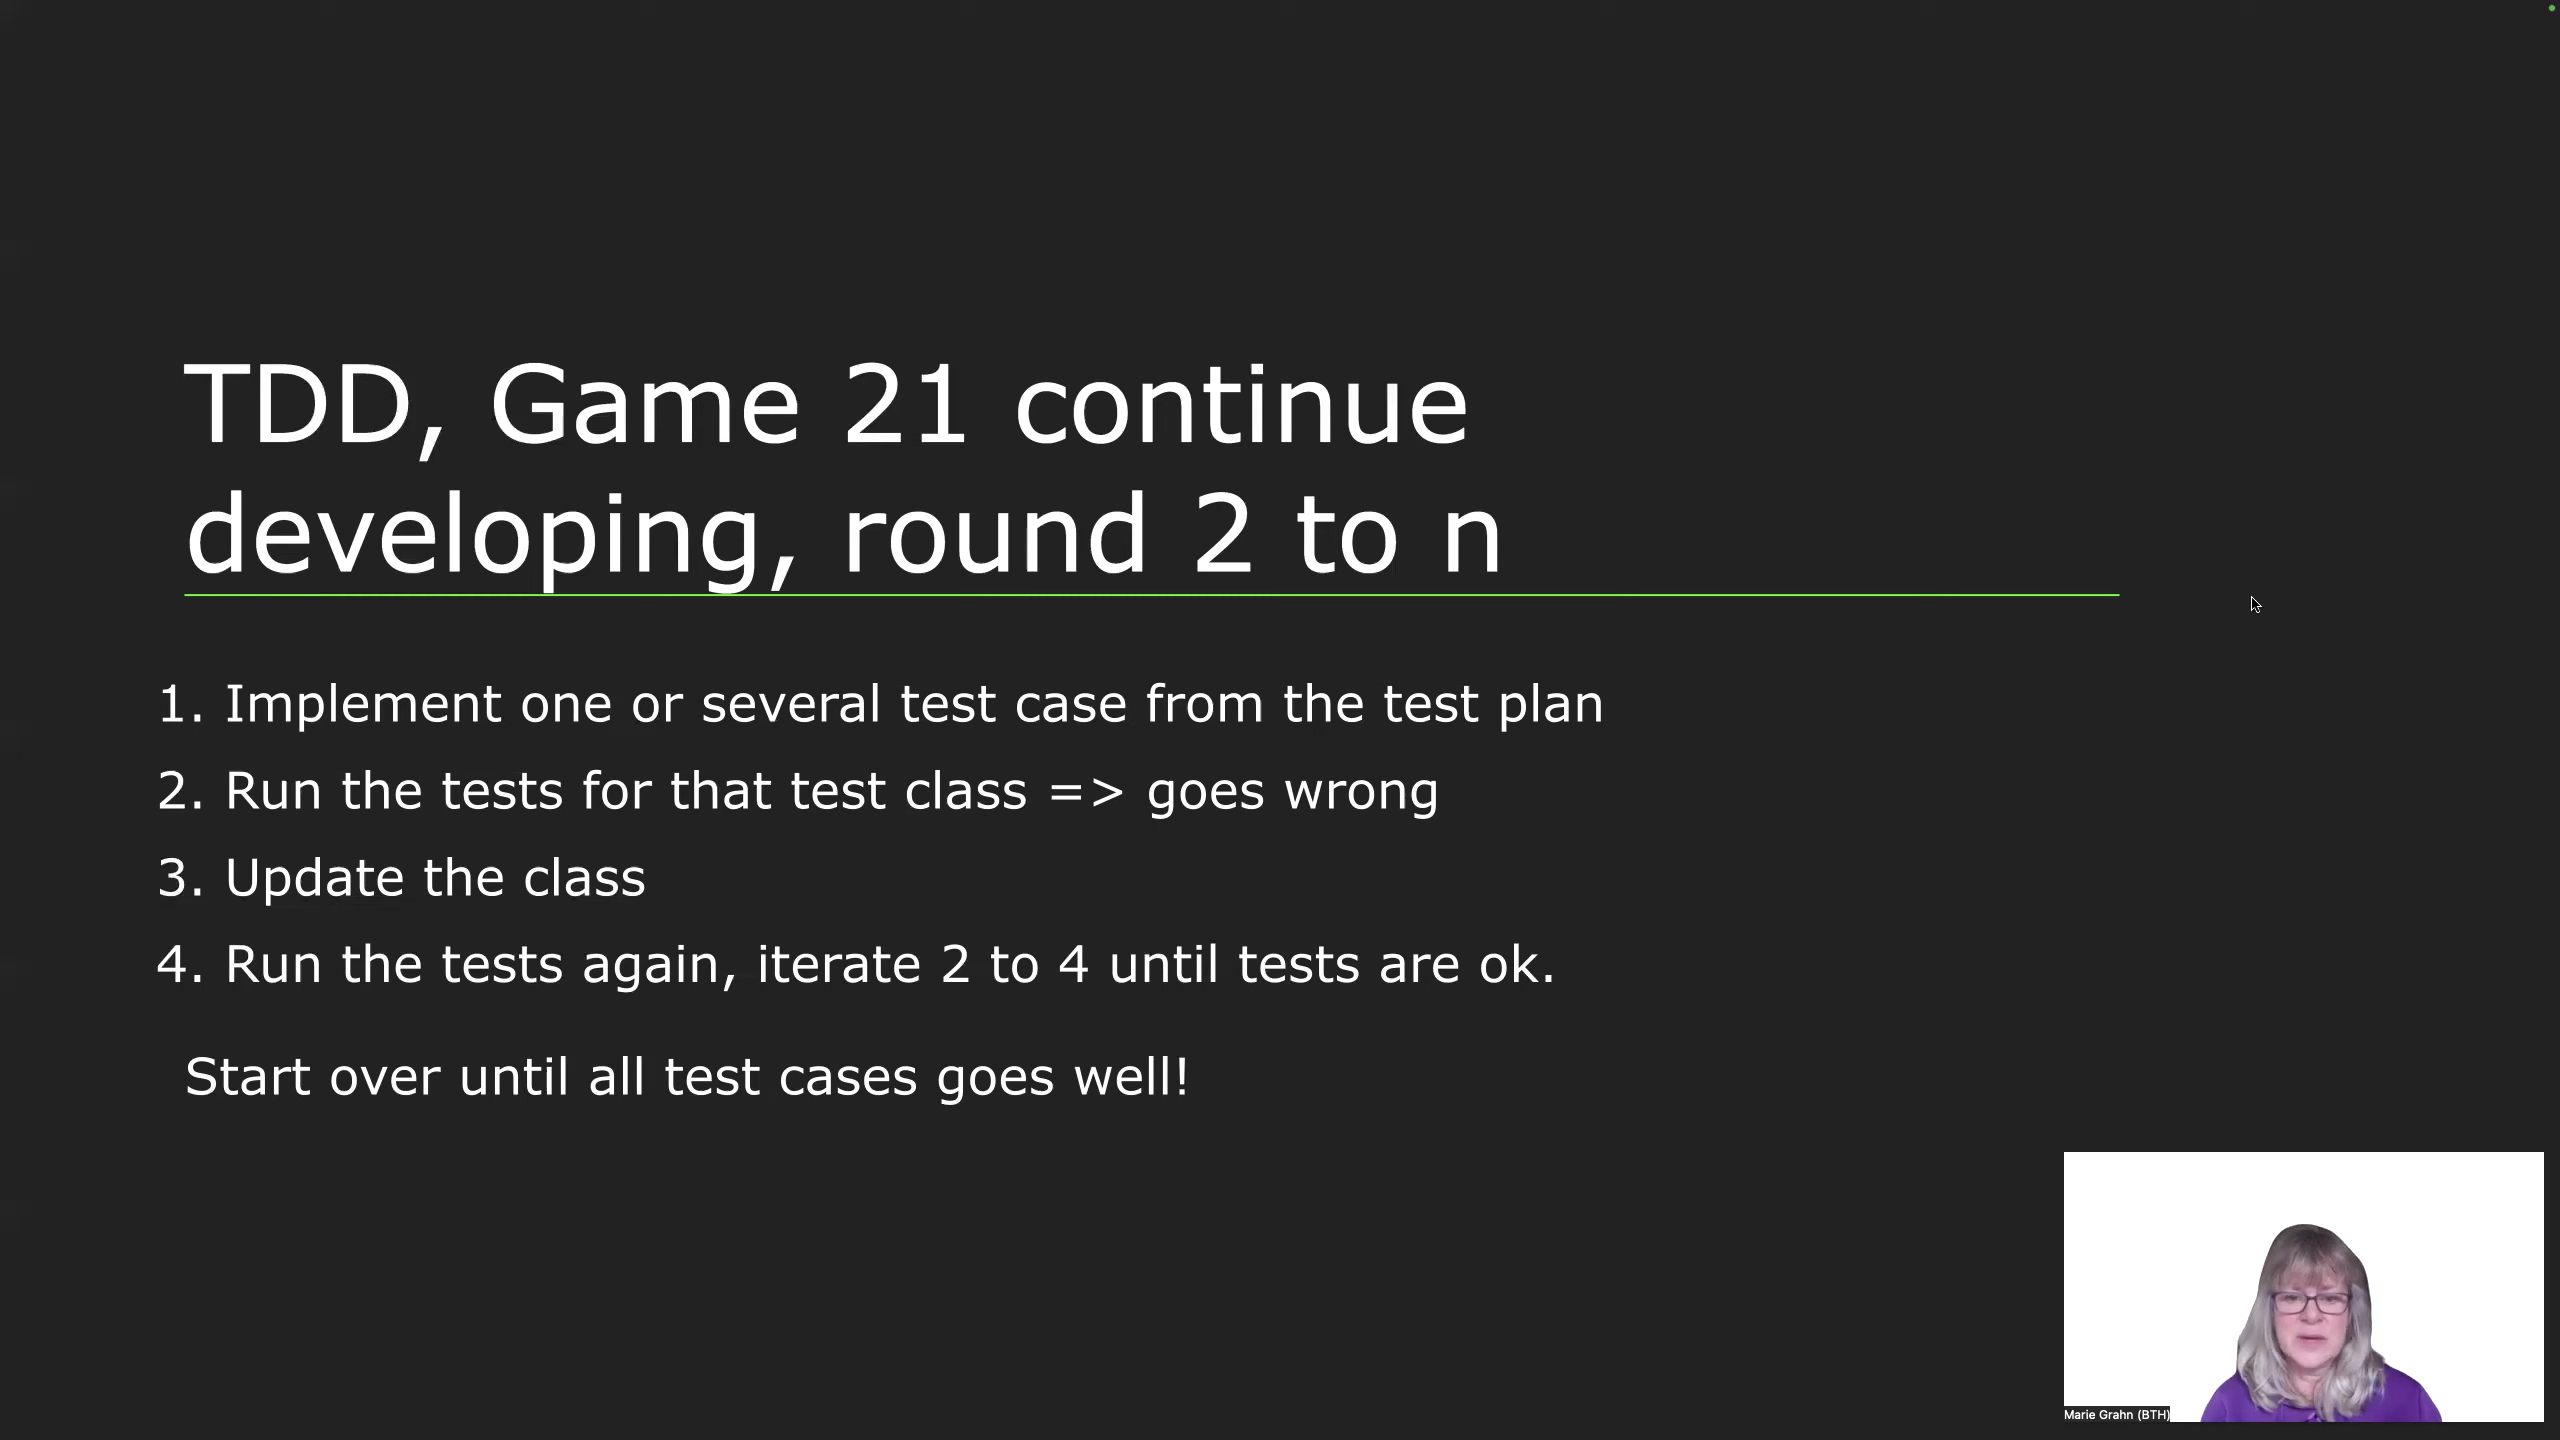 TDD, Game 21 continue
developing, round 2 to n
1. Implement one or several test case from the test plan
2. Run the tests for that test class => goes wrong
3. Update the class
4. Run the tests again, iterate 2 to 4 until tests are ok.
Start over until all test cases goes well!
Marie Grahn (BTH)